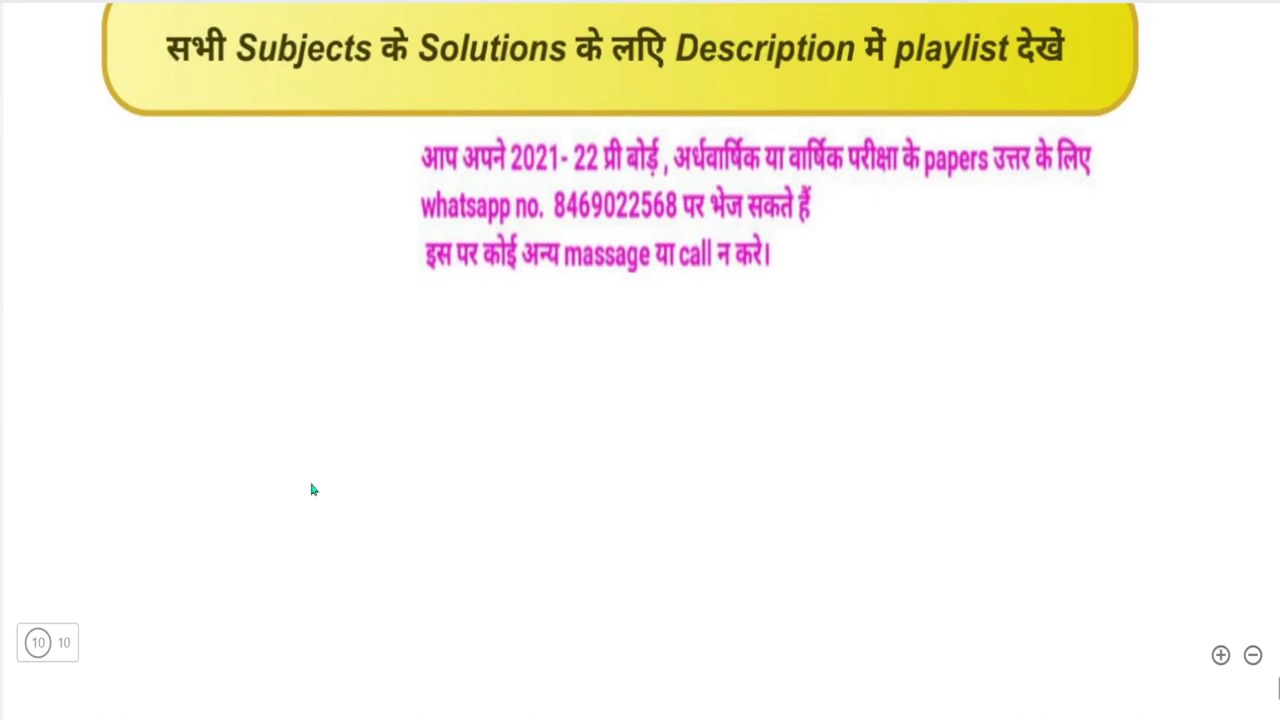 सभी Subjects के Solutions के लएि Description में playlist देखें
आप अपने 2021- 22 प्री बोर्ड , अर्धवार्षिक या वार्षिक परीक्षा के papers उत्तर के लिए
whatsapp no. 8469022568 पर भेज सकते हैं
इस पर कोई अन्य massage या call न करे।
10 10